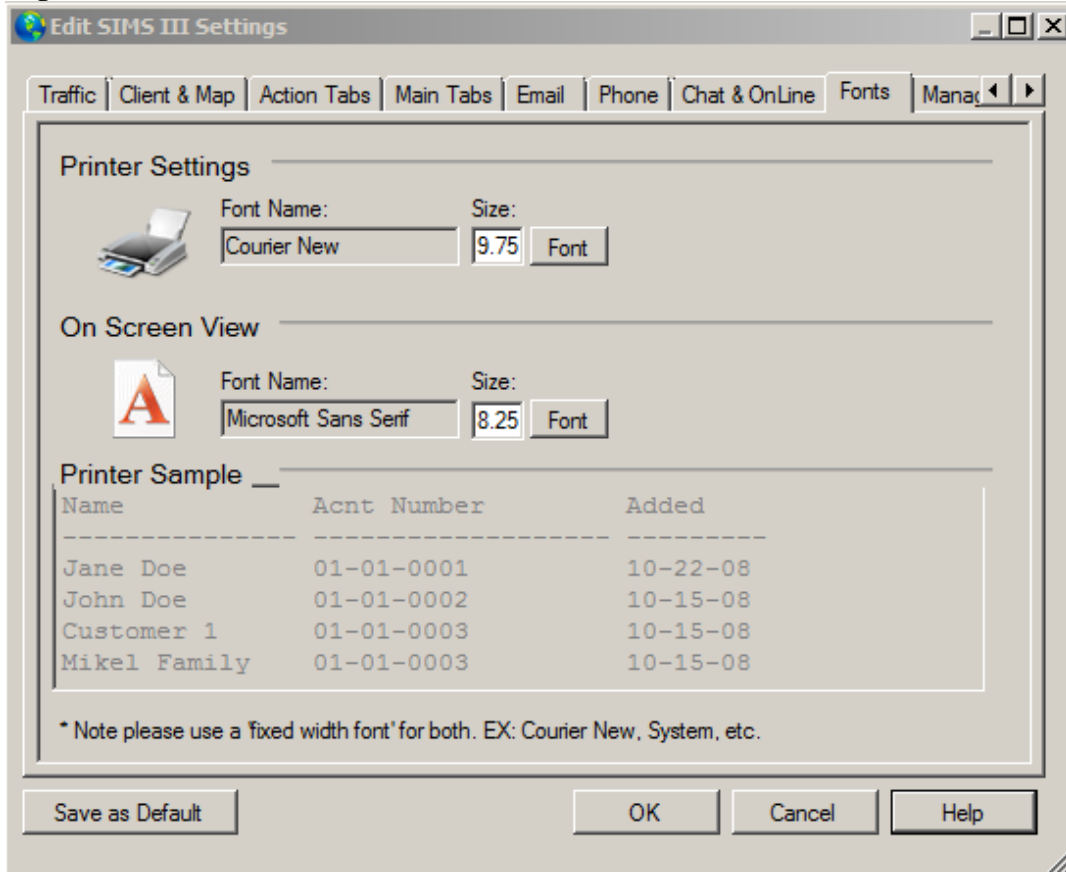 Edit SIMS III Settings
Traffic Client & Map Action Tabs Main Tabs Email Phone Chat & OnLine Fonts
Printer Settings
Font Name: Size:
Courier New 9.75 Font
On Screen View
Font Name: Size:
A Microsoft Sans Serif 8.25 Font
Printer Sample __
Name Acnt Number Added
--------------- ------------------- ---------
Jane Doe 01-01-0001 10-22-08
John Doe 01-01-0002 10-15-08
Customer 1 01-01-0003 10-15-08
Mikel Family 01-01-0003 10-15-08
* Note please use a 'fixed width font' for both. EX: Courier New, System, etc.
Save as Default OK Cancel Help